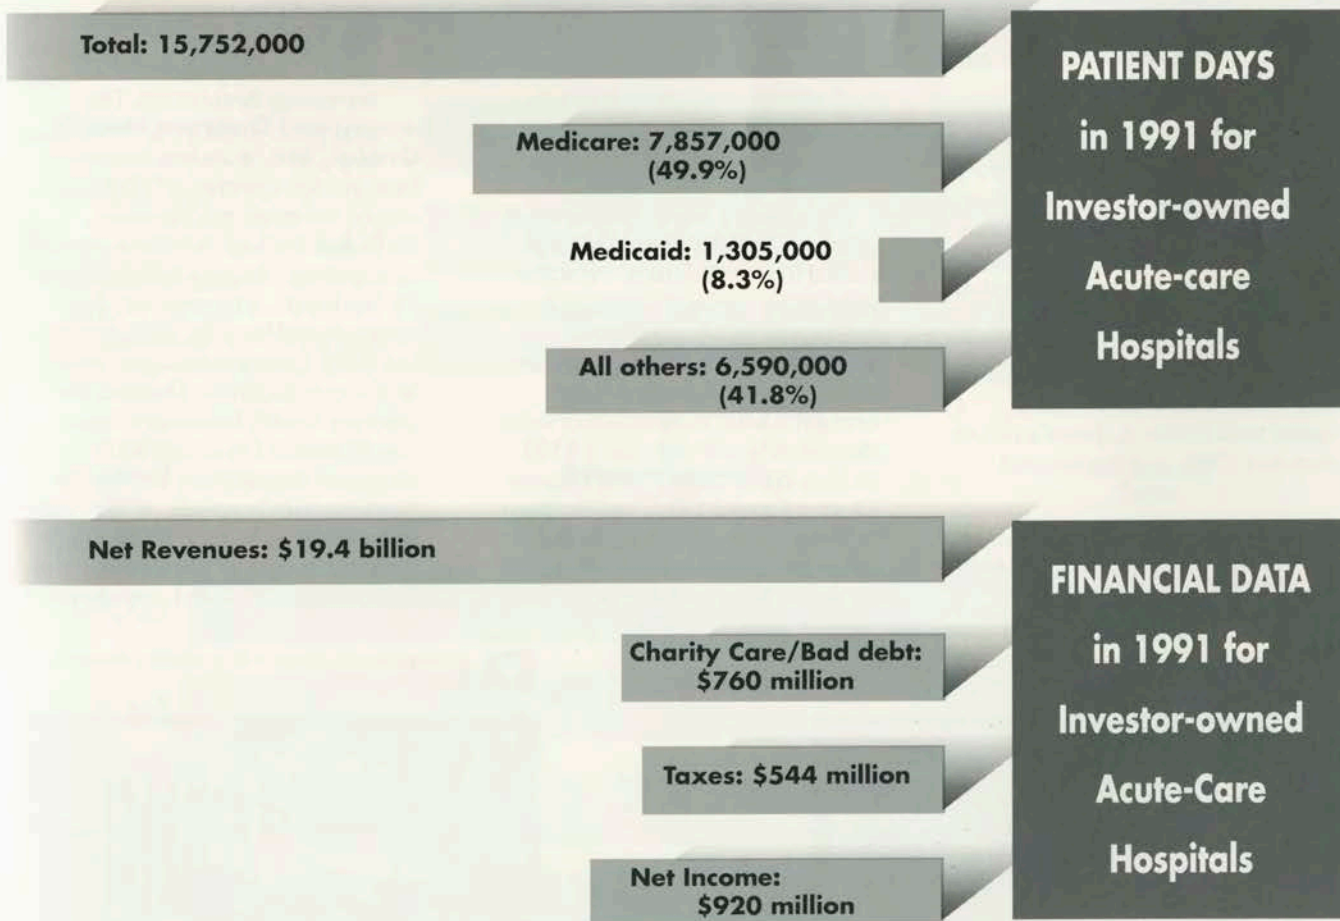 Total: 15,752,000
Medicare: 7,857,000
(49.9%)
Medicaid: 1,305,000
(8.3%)
All others: 6,590,000
(41.8%)
PATIENT DAYS
in 1991 for
Investor-owned
Acute-care
Hospitals
Net Revenues: $19.4 billion
Charity Care/Bad debt:
$760 million
Taxes: $544 million
Net Income:
$920 million
FINANCIAL DATA
in 1991 for
Investor-owned
Acute-Care
Hospitals